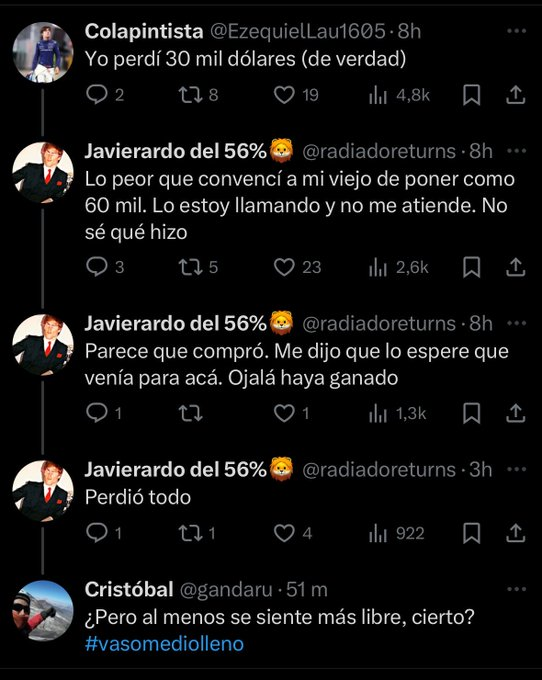 Colapintista @EzequielLau1605 · 8h
Yo perdí 30 mil dólares (de verdad)
2 8 19 4,8k
Javierardo del 56%🦁 @radiadoreturns · 8h
Lo peor que convencí a mi viejo de poner como
60 mil. Lo estoy llamando y no me atiende. No
sé qué hizo
3 5 23 2,6k
Javierardo del 56%🦁 @radiadoreturns · 8h
Parece que compró. Me dijo que lo espere que
venía para acá. Ojalá haya ganado
1 1 1,3k
Javierardo del 56%🦁 @radiadoreturns · 3h
Perdió todo
1 1 4 922
Cristóbal @gandaru · 51 m
¿Pero al menos se siente más libre, cierto?
#vasomediolleno